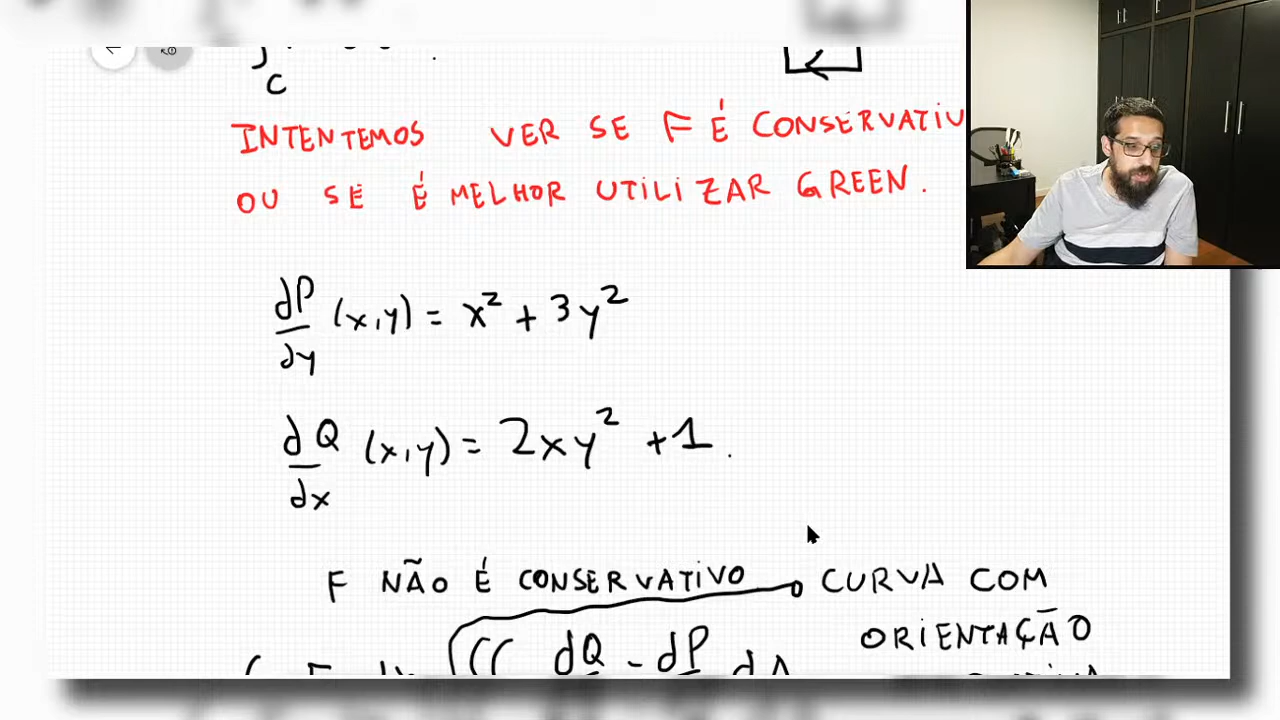 C
INTENTEMOS VER SE F É CONSERVATIV
OU SE É MELHOR UTILIZAR GREEN.
dP
dy
(x,y) = x² + 3y²
dQ
dx
(x,y) = 2xy² + 1.
F NÃO É CONSERVATIVO CURVA COM
ORIENTAÇÃO
dQ - dP